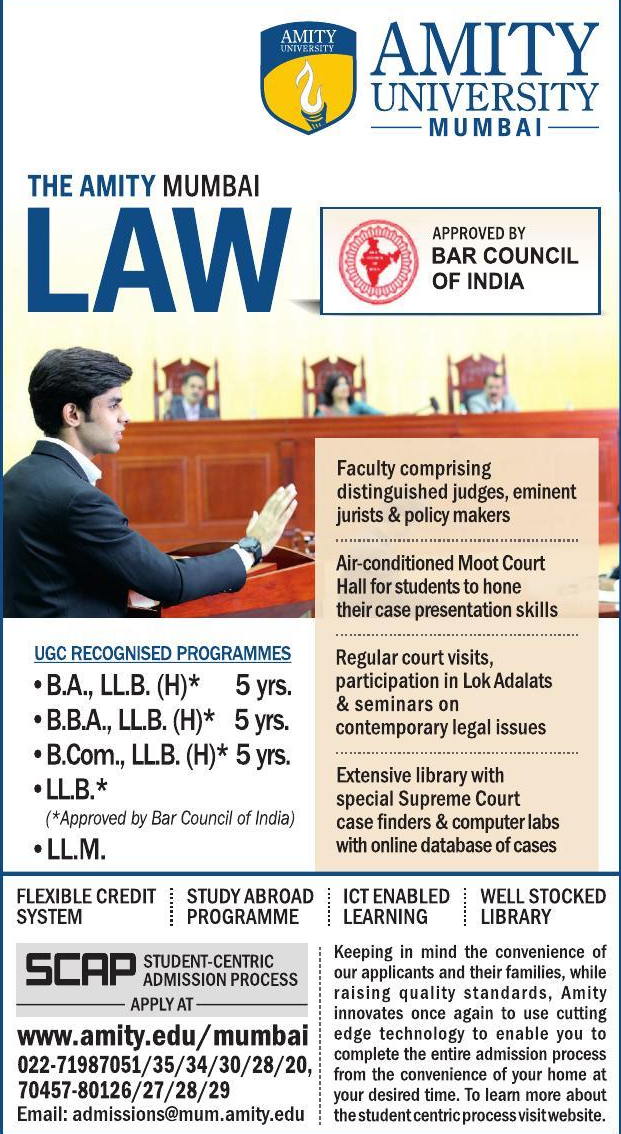 AMITY
UNIVERSITY
AMITY
UNIVERSITY
MUMBAI
THE AMITY MUMBAI
LAW
APPROVED BY
BAR COUNCIL
OF INDIA
Faculty comprising
distinguished judges, eminent
jurists & policy makers
Air-conditioned Moot Court
Hall for students to hone
their case presentation skills
Regular court visits,
participation in Lok Adalats
& seminars on
contemporary legal issues
Extensive library with
special Supreme Court
case finders & computer labs
with online database of cases
UGC RECOGNISED PROGRAMMES
• B.A., LL.B. (H)* 5 yrs.
• B.B.A., LL.B. (H)* 5 yrs.
• B.Com., LL.B. (H)* 5 yrs.
• LL.B.*
(*Approved by Bar Council of India)
• LL.M.
FLEXIBLE CREDIT
SYSTEM
STUDY ABROAD
PROGRAMME
ICT ENABLED
LEARNING
WELL STOCKED
LIBRARY
SCAP STUDENT-CENTRIC
ADMISSION PROCESS
APPLY AT
www.amity.edu/mumbai
022-71987051/35/34/30/28/20,
70457-80126/27/28/29
Email: admissions@mum.amity.edu
Keeping in mind the convenience of
our applicants and their families, while
raising quality standards, Amity
innovates once again to use cutting
edge technology to enable you to
complete the entire admission process
from the convenience of your home at
your desired time. To learn more about
the student centric process visit website.